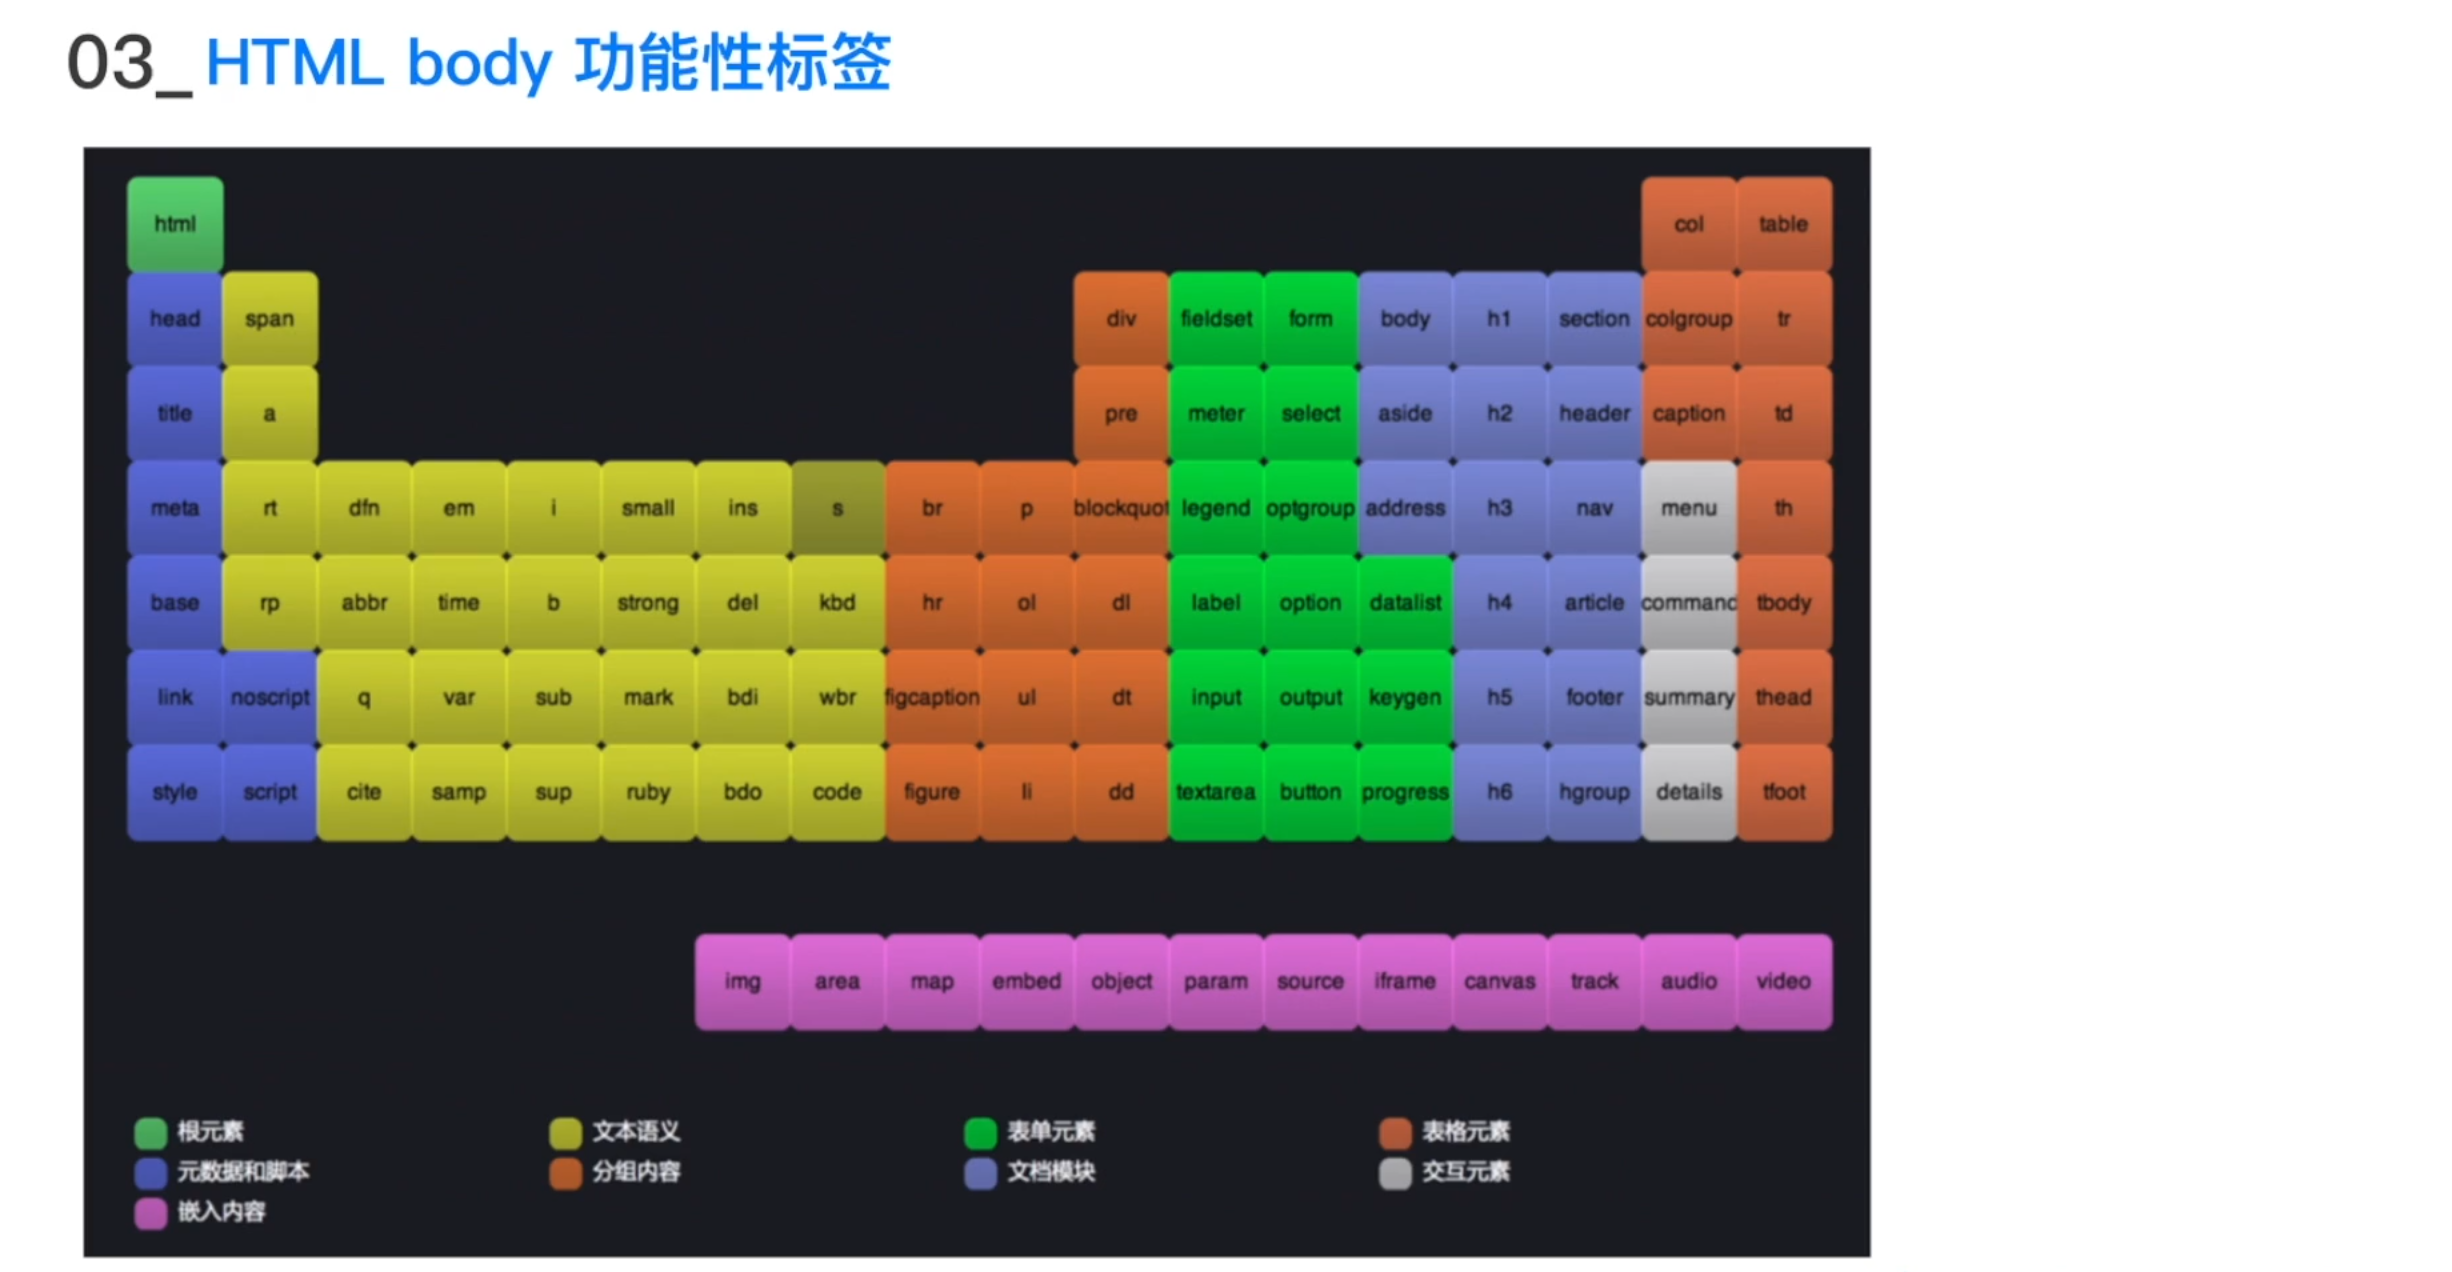 03_ HTML body 功能性标签
html col table
head span div fieldset form body h1 section colgroup tr
title a pre meter select aside h2 header caption td
meta rt dfn em i small ins s br p blockquot legend optgroup address h3 nav menu th
base rp abbr time b strong del kbd hr ol dl label option datalist h4 article command tbody
link noscript q var sub mark bdi wbr figcaption ul dt input output keygen h5 footer summary thead
style script cite samp sup ruby bdo code figure li dd textarea button progress h6 hgroup details tfoot
img area map embed object param source iframe canvas track audio video
根元素 文本语义 表单元素 表格元素
元数据和脚本 分组内容 文档模块 交互元素
嵌入内容